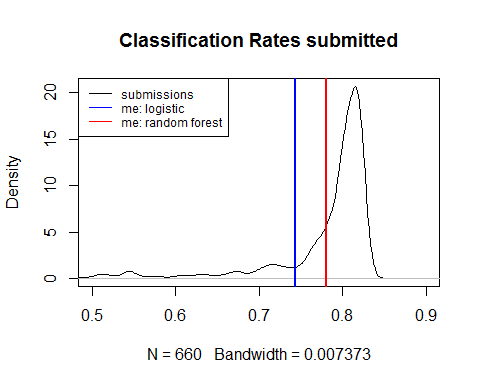 Classification Rates submitted
submissions
me: logistic
me: random forest
Density
20
15
10
5
0
0.5 0.6 0.7 0.8 0.9
N = 660 Bandwidth = 0.007373